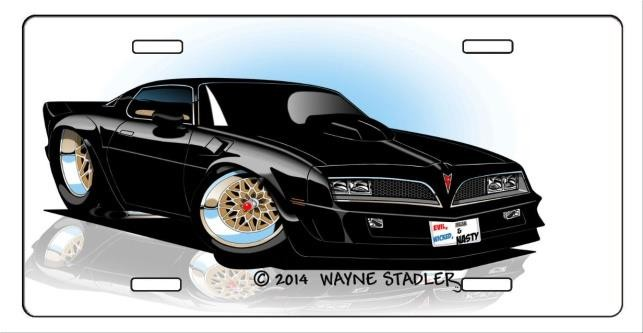 EVIL,
WICKED,
MEAN
&
NASTY
© 2014 WAYNE STADLER